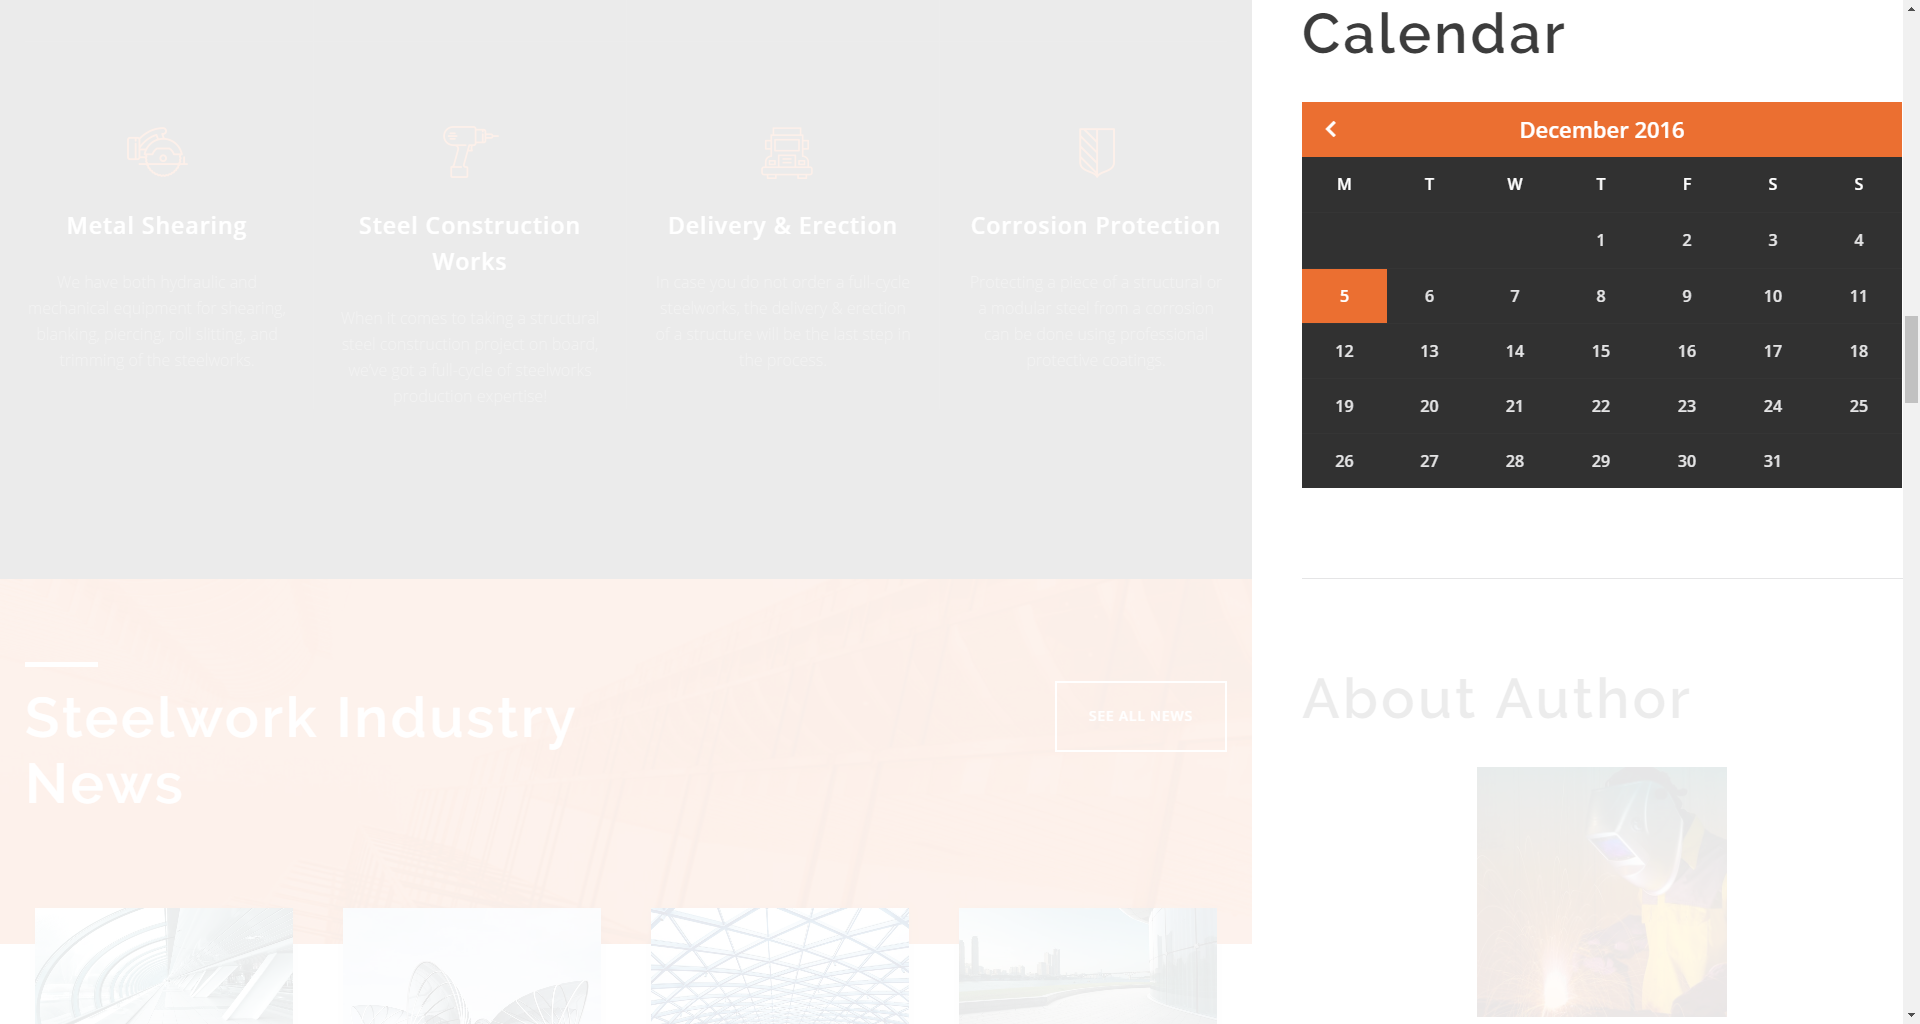 Calendar
December 2016
M T W T F S S
1 2 3 4
5 6 7 8 9 10 11
12 13 14 15 16 17 18
19 20 21 22 23 24 25
26 27 28 29 30 31
Metal Shearing
We have both hydraulic and
mechanical equipment for shearing,
blanking, piercing, roll slitting, and
trimming of the steelworks.
Steel Construction
Works
When it comes to taking a structural
steel construction project on board,
we've got a full-cycle of steelworks
production expertise!
Delivery & Erection
In case you do not order a full-cycle
steelworks, the delivery & erection
of a structure will be the last step in
the process.
Corrosion Protection
Protecting a piece of a structural or
a modular steel from a corrosion
can be done using professional
protective coatings.
Steelwork Industry
News
SEE ALL NEWS
About Author